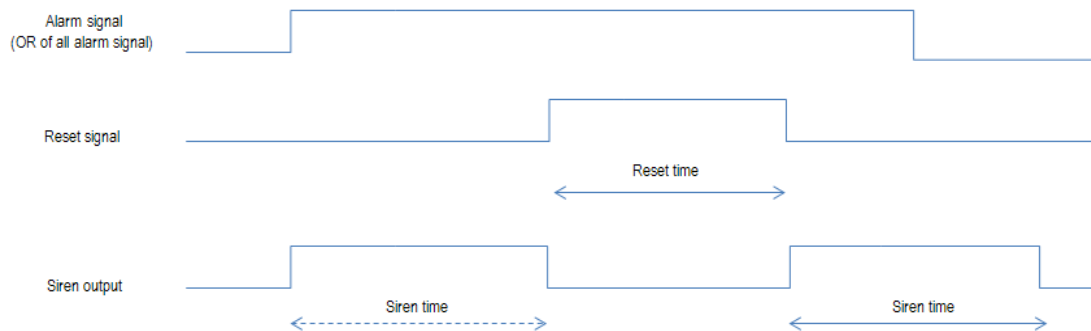 Alarm signal
(OR of all alarm signal)
Reset signal
Reset time
Siren output
Siren time
Siren time